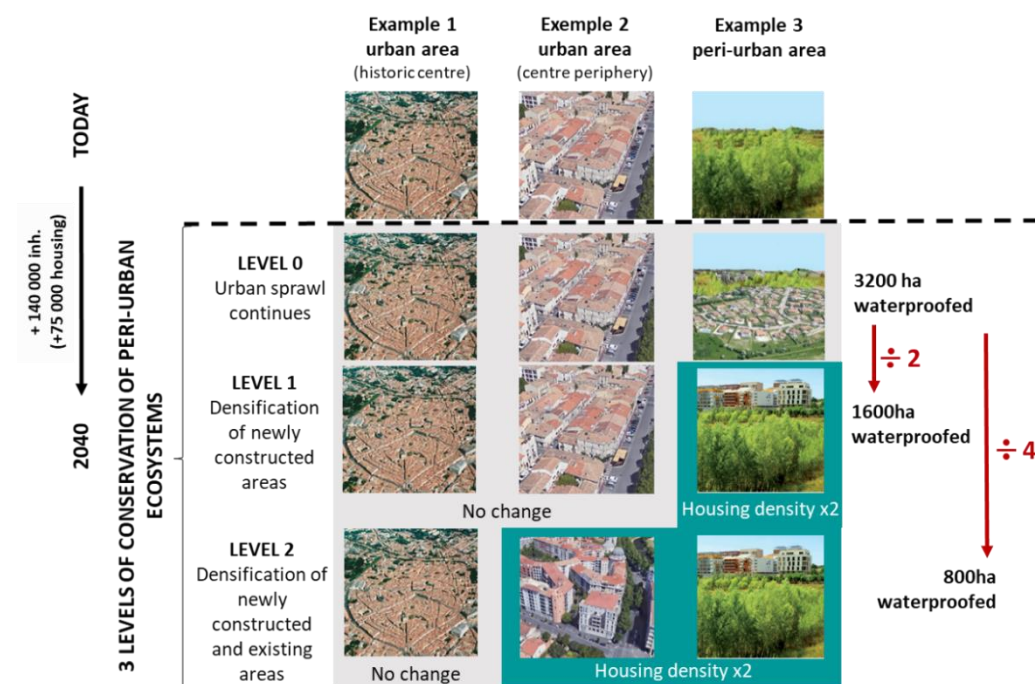 Example 1
urban area
(historic centre)
Exemple 2
urban area
(centre periphery)
Example 3
peri-urban area
TODAY
+ 140 000 inh.
(+75 000 housing)
2040
3 LEVELS OF CONSERVATION OF PERI-URBAN
ECOSYSTEMS
LEVEL 0
Urban sprawl
continues
3200 ha
waterproofed
÷ 2
LEVEL 1
Densification
of newly
constructed
areas
1600ha
waterproofed
÷ 4
No change
Housing density x2
LEVEL 2
Densification of
newly
constructed
and existing
areas
800ha
waterproofed
No change
Housing density x2